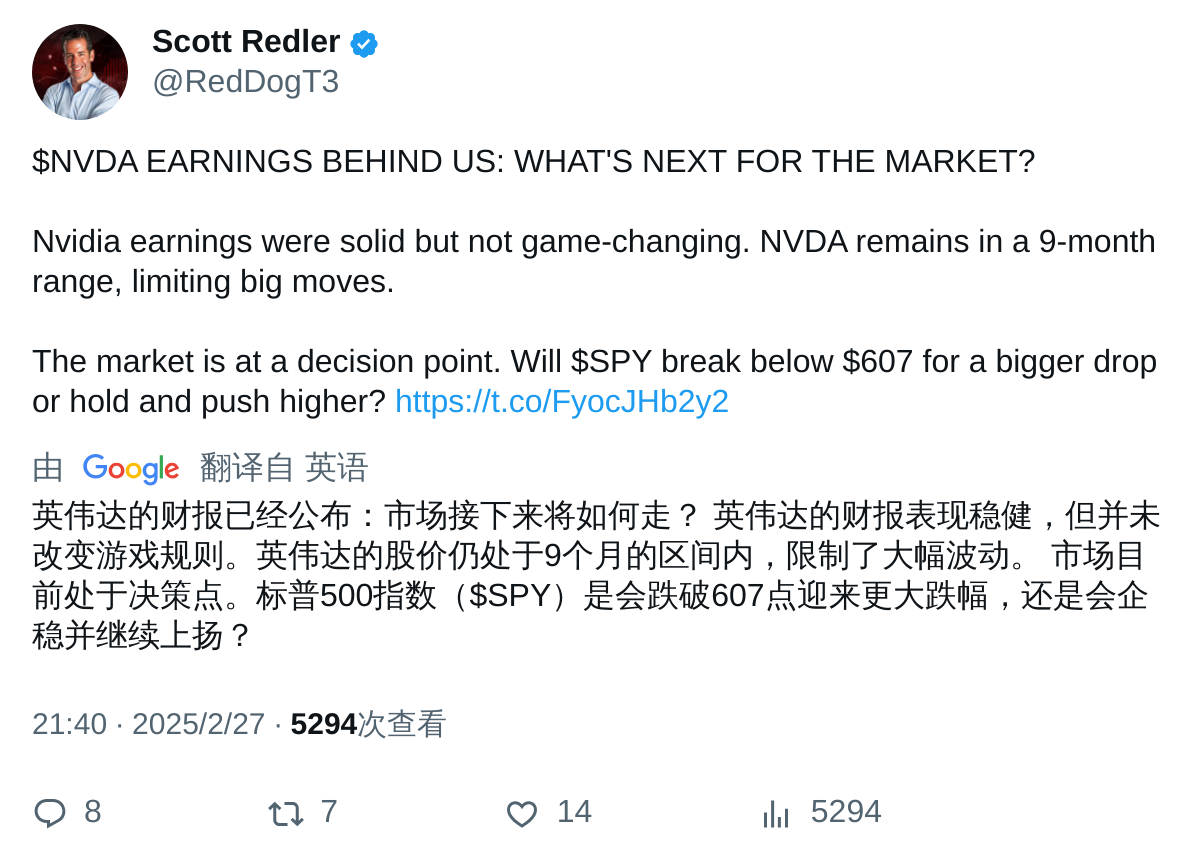 Scott Redler
@RedDogT3
$NVDA EARNINGS BEHIND US: WHAT'S NEXT FOR THE MARKET?
Nvidia earnings were solid but not game-changing. NVDA remains in a 9-month
range, limiting big moves.
The market is at a decision point. Will $SPY break below $607 for a bigger drop
or hold and push higher? https://t.co/FyocJHb2y2
由 Google 翻译自 英语
英伟达的财报已经公布：市场接下来将如何走？ 英伟达的财报表现稳健，但并未
改变游戏规则。英伟达的股价仍处于9个月的区间内，限制了大幅波动。 市场目
前处于决策点。标普500指数（$SPY）是会跌破607点迎来更大跌幅，还是会企
稳并继续上扬？
21:40 · 2025/2/27 · 5294次查看
8 7 14 5294